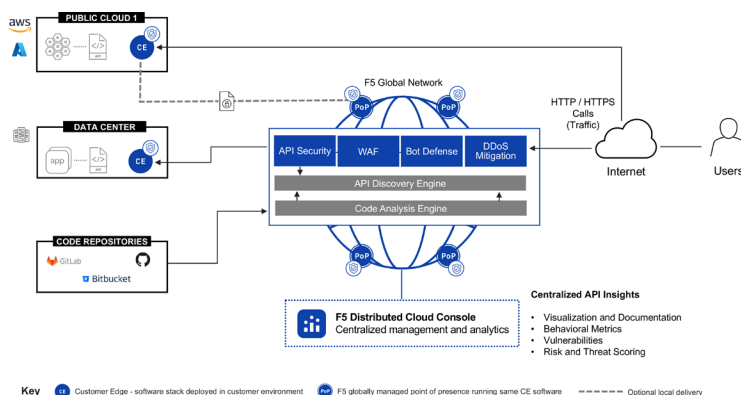 PUBLIC CLOUD 1
aws
API
CE
F5 Global Network
PoP
PoP
HTTP / HTTPS
Calls
(Traffic)
DATA CENTER
app
API
CE
API Security
WAF
Bot Defense
DDoS
Mitigation
API Discovery Engine
Code Analysis Engine
Internet
Users
CODE REPOSITORIES
GitLab
Bitbucket
PoP
PoP
F5 Distributed Cloud Console
Centralized management and analytics
Centralized API Insights
• Visualization and Documentation
• Behavioral Metrics
• Vulnerabilities
• Risk and Threat Scoring
Key
CE Customer Edge - software stack deployed in customer environment
PoP F5 globally managed point of presence running same CE software
Optional local delivery